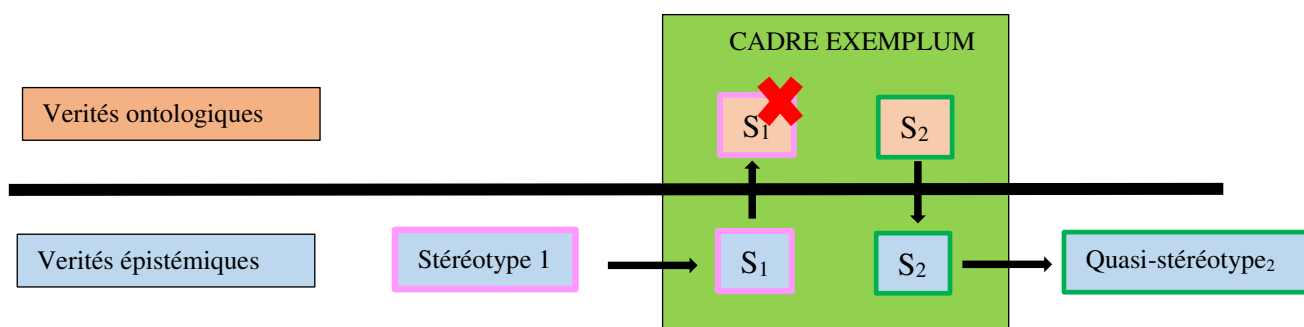 CADRE EXEMPLUM
Verités ontologiques
S₁
S₂
Verités épistémiques
Stéréotype 1
S₁
S₂
Quasi-stéréotype₂